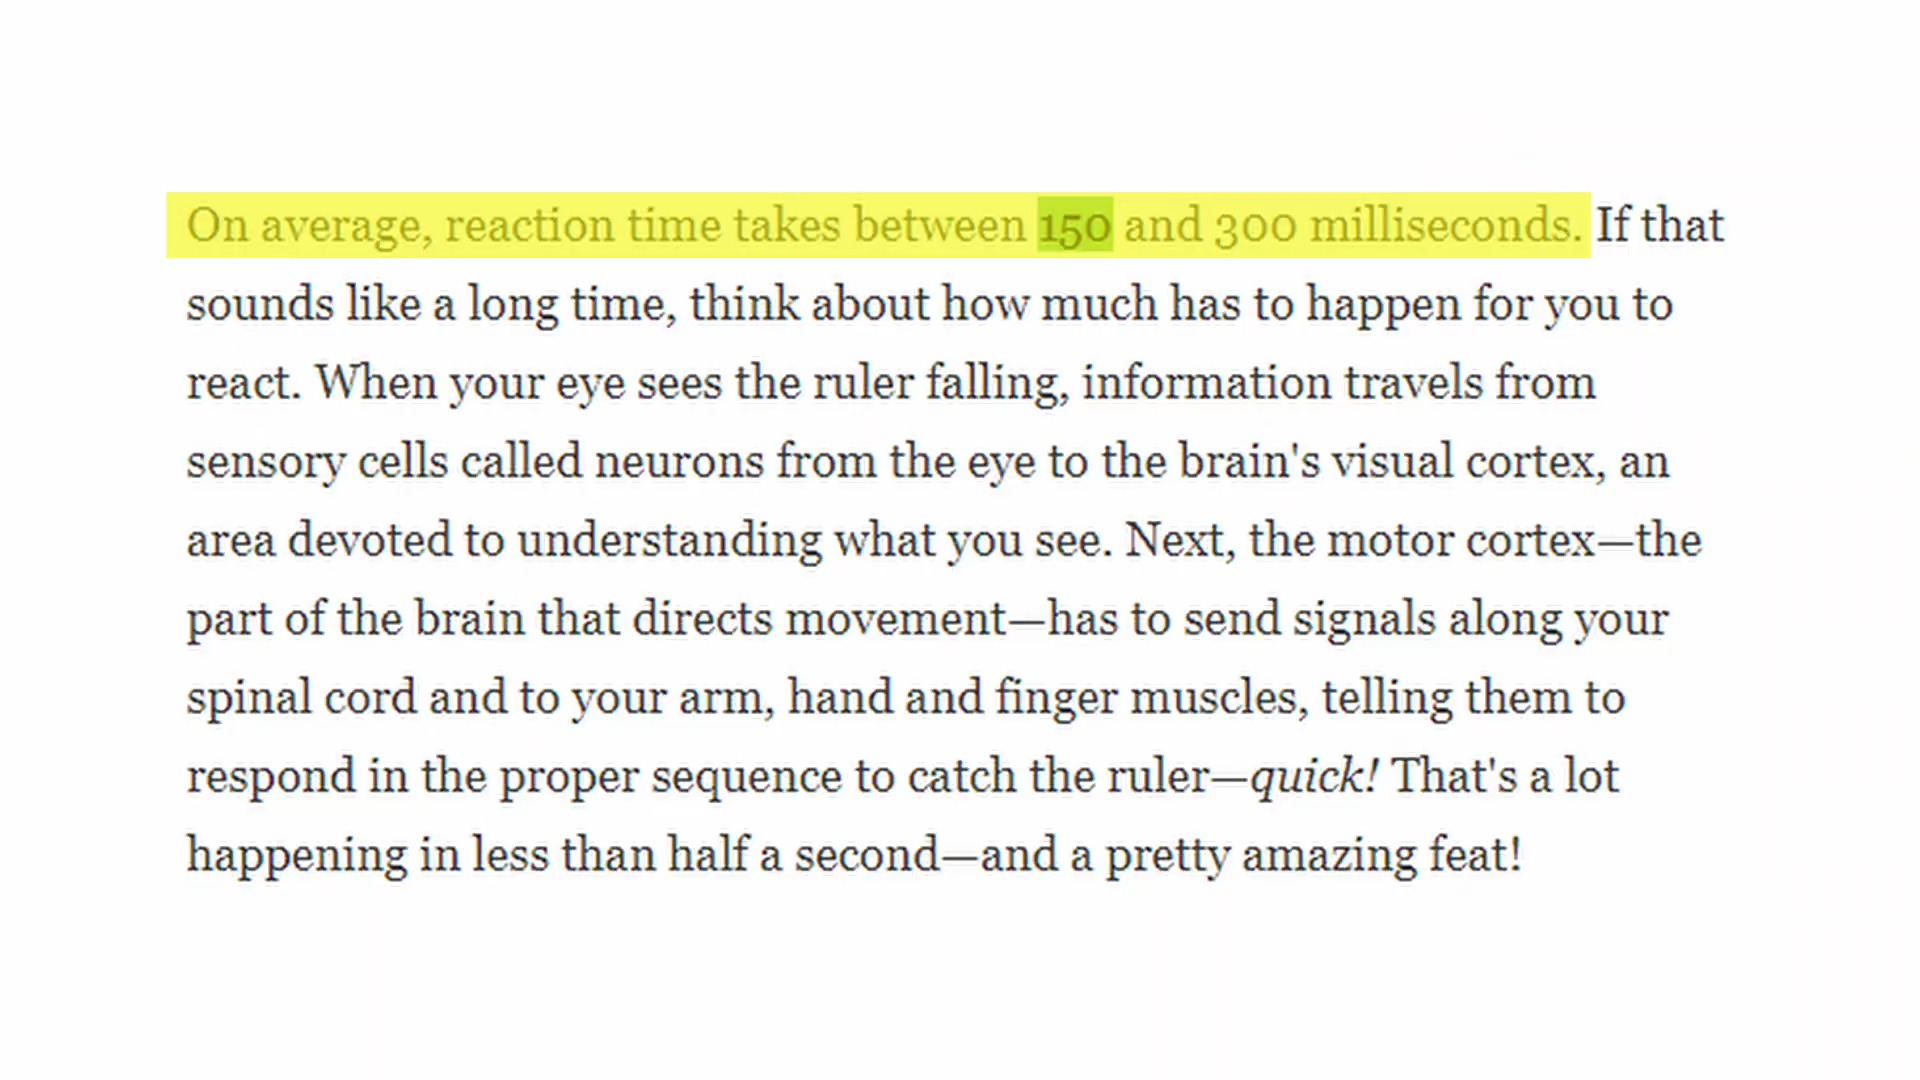 On average, reaction time takes between 150 and 300 milliseconds. If that
sounds like a long time, think about how much has to happen for you to
react. When your eye sees the ruler falling, information travels from
sensory cells called neurons from the eye to the brain's visual cortex, an
area devoted to understanding what you see. Next, the motor cortex—the
part of the brain that directs movement—has to send signals along your
spinal cord and to your arm, hand and finger muscles, telling them to
respond in the proper sequence to catch the ruler—quick! That's a lot
happening in less than half a second—and a pretty amazing feat!